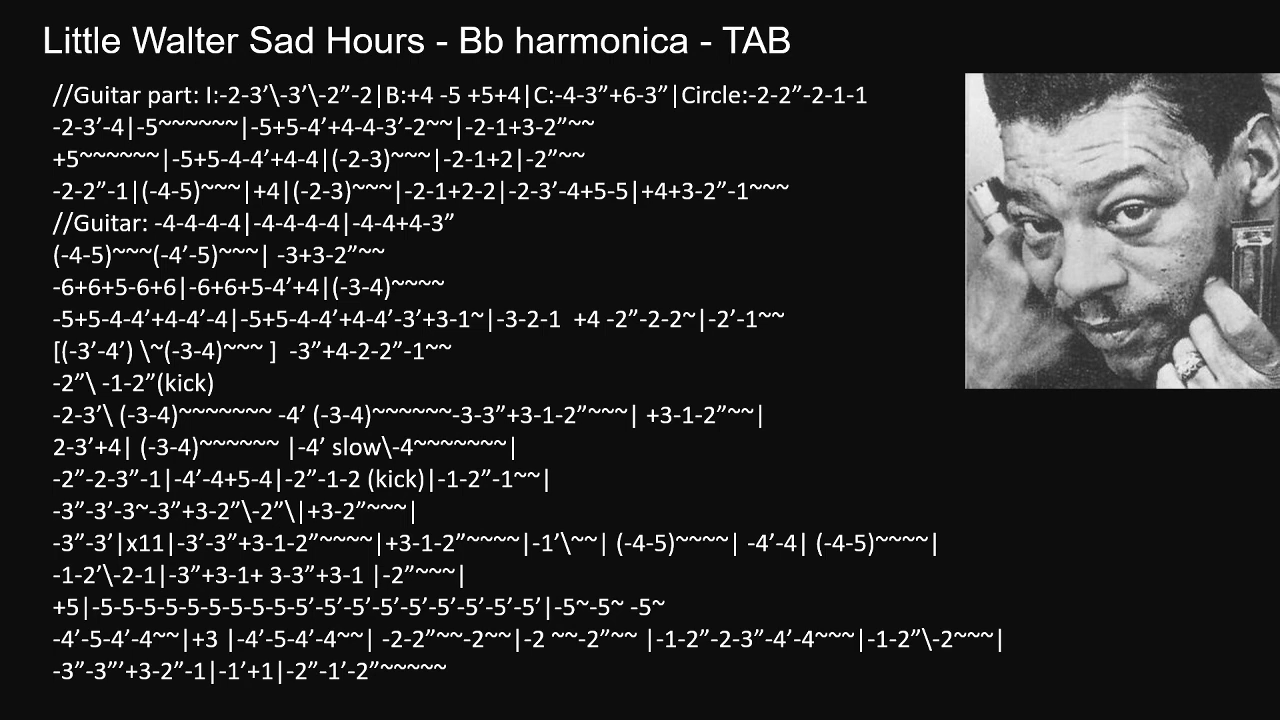 Little Walter Sad Hours - Bb harmonica - TAB
//Guitar part: I:-2-3’\-3’\-2”-2|B:+4 -5 +5+4|C:-4-3”+6-3”|Circle:-2-2”-2-1-1
-2-3’-4|-5~~~~~~|-5+5-4’+4-4-3’-2~~|-2-1+3-2”~~
+5~~~~~~|-5+5-4-4’+4-4|(-2-3)~~~|-2-1+2|-2”~~
-2-2”-1|(-4-5)~~~|+4|(-2-3)~~~|-2-1+2-2|-2-3’-4+5-5|+4+3-2”-1~~~
//Guitar: -4-4-4-4|-4-4-4-4|-4-4+4-3”
(-4-5)~~~(-4’-5)~~~| -3+3-2”~~
-6+6+5-6+6|-6+6+5-4’+4|(-3-4)~~~~
-5+5-4-4’+4-4’-4|-5+5-4-4’+4-4’-3’+3-1~|-3-2-1  +4 -2”-2-2~|-2’-1~~
[(-3’-4’) \~(-3-4)~~~ ]  -3”+4-2-2”-1~~
-2”\ -1-2”(kick)
-2-3’\ (-3-4)~~~~~~~ -4’ (-3-4)~~~~~~-3-3”+3-1-2”~~~| +3-1-2”~~|
2-3’+4| (-3-4)~~~~~~ |-4’ slow\-4~~~~~~~|
-2”-2-3”-1|-4’-4+5-4|-2”-1-2 (kick)|-1-2”-1~~|
-3”-3’-3~-3”+3-2”\-2”\|+3-2”~~~|
-3”-3’|x11|-3’-3”+3-1-2”~~~~|+3-1-2”~~~~|-1’\~~| (-4-5)~~~~| -4’-4| (-4-5)~~~~|
-1-2’\-2-1|-3”+3-1+ 3-3”+3-1 |-2”~~~|
+5|-5-5-5-5-5-5-5-5-5-5’-5’-5’-5’-5’-5’-5’-5’-5’-5’-5’|-5~-5~ -5~
-4’-5-4’-4~~|+3 |-4’-5-4’-4~~| -2-2”~~-2~~|-2 ~~-2”~~ |-1-2”-2-3”-4’-4~~~|-1-2”\-2~~~|
-3”-3”’+3-2”-1|-1’+1|-2”-1’-2”~~~~~